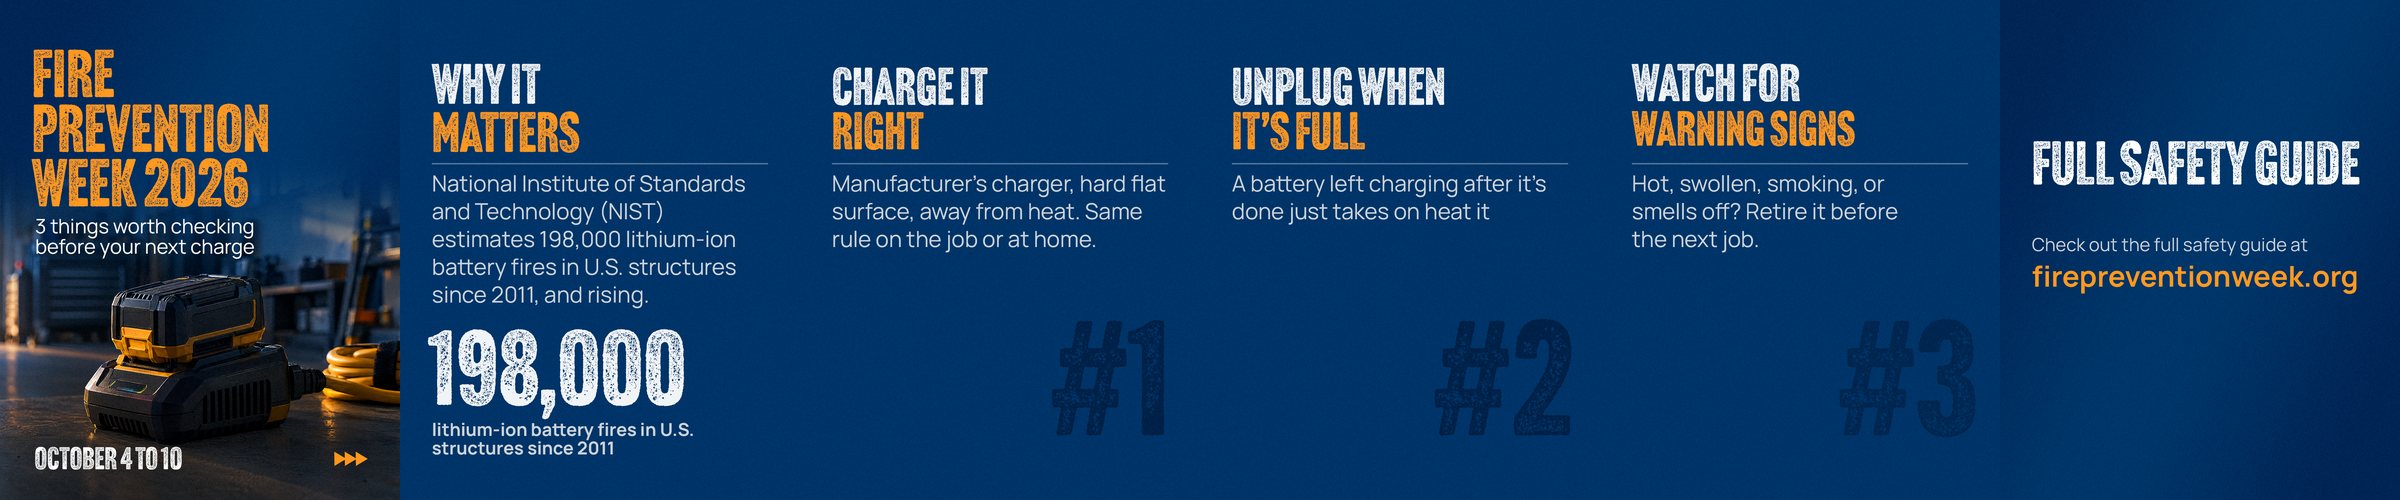 FIRE
PREVENTION
WEEK 2026
3 things worth checking
before your next charge
OCTOBER 4 TO 10
WHY IT
MATTERS
National Institute of Standards
and Technology (NIST)
estimates 198,000 lithium-ion
battery fires in U.S. structures
since 2011, and rising.
198,000
lithium-ion battery fires in U.S.
structures since 2011
CHARGE IT
RIGHT
Manufacturer's charger, hard flat
surface, away from heat. Same
rule on the job or at home.
#1
UNPLUG WHEN
IT'S FULL
A battery left charging after it's
done just takes on heat it
#2
WATCH FOR
WARNING SIGNS
Hot, swollen, smoking, or
smells off? Retire it before
the next job.
#3
FULL SAFETY GUIDE
Check out the full safety guide at
firepreventionweek.org